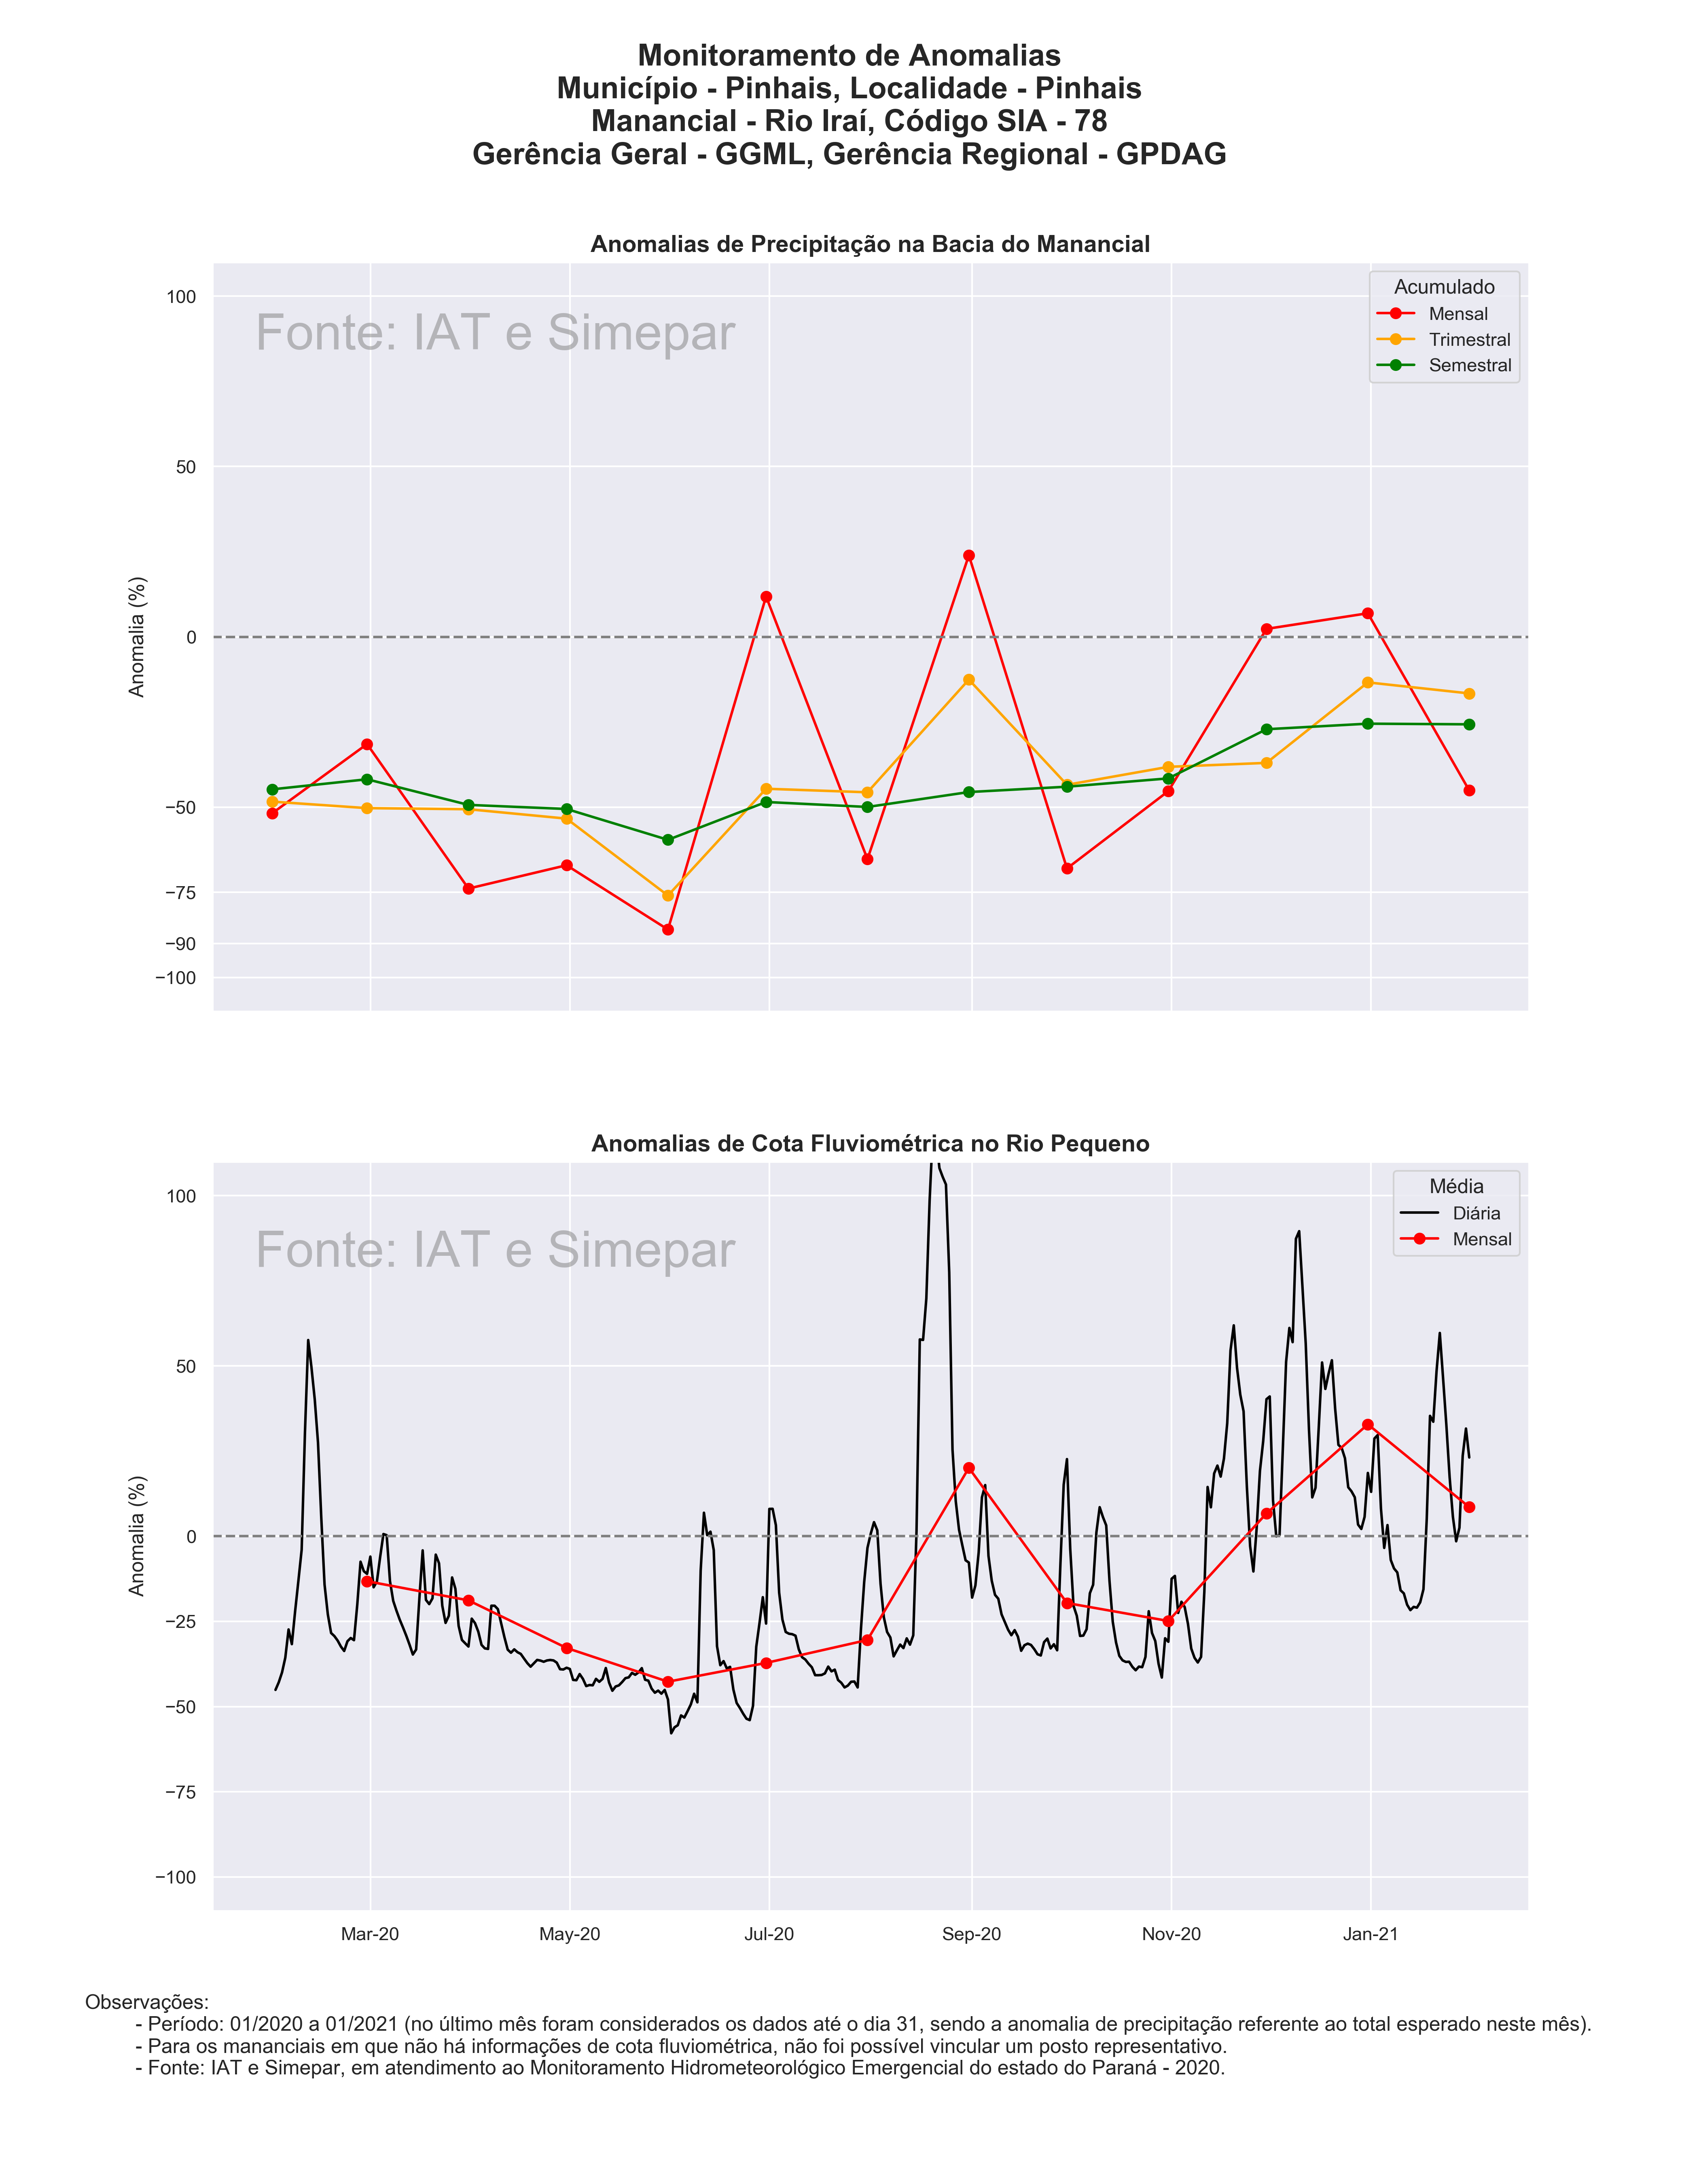 Monitoramento de Anomalias
Município - Pinhais, Localidade - Pinhais
Manancial - Rio Iraí, Código SIA - 78
Gerência Geral - GGML, Gerência Regional - GPDAG
Anomalias de Precipitação na Bacia do Manancial
Fonte: IAT e Simepar
Acumulado
Mensal
Trimestral
Semestral
Anomalia (%)
100
50
0
−50
−75
−90
−100
Anomalias de Cota Fluviométrica no Rio Pequeno
Fonte: IAT e Simepar
Média
Diária
Mensal
Anomalia (%)
100
50
0
−25
−50
−75
−100
Mar-20 May-20 Jul-20 Sep-20 Nov-20 Jan-21
Observações:
- Período: 01/2020 a 01/2021 (no último mês foram considerados os dados até o dia 31, sendo a anomalia de precipitação referente ao total esperado neste mês).
- Para os mananciais em que não há informações de cota fluviométrica, não foi possível vincular um posto representativo.
- Fonte: IAT e Simepar, em atendimento ao Monitoramento Hidrometeorológico Emergencial do estado do Paraná - 2020.